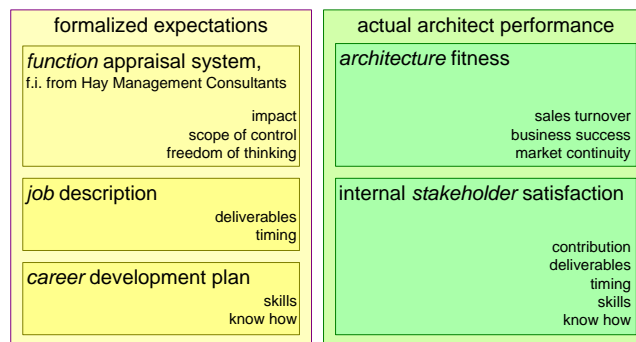 formalized expectations
function appraisal system,
f.i. from Hay Management Consultants
impact
scope of control
freedom of thinking
job description
deliverables
timing
career development plan
skills
know how
actual architect performance
architecture fitness
sales turnover
business success
market continuity
internal stakeholder satisfaction
contribution
deliverables
timing
skills
know how